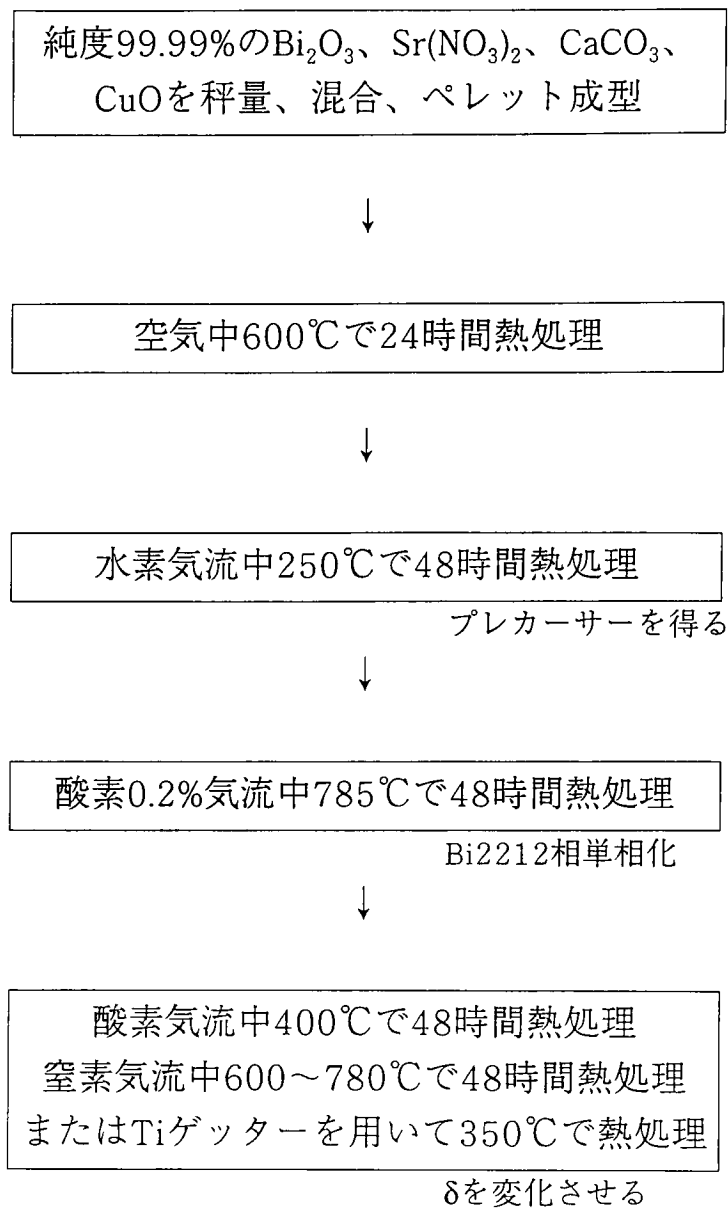 純度99.99%のBi₂O₃、Sr(NO₃)₂、CaCO₃、
CuOを秤量、混合、ペレット成型
↓
空気中600℃で24時間熱処理
↓
水素気流中250℃で48時間熱処理
プレカーサーを得る
↓
酸素0.2%気流中785℃で48時間熱処理
Bi2212相単相化
↓
酸素気流中400℃で48時間熱処理
窒素気流中600～780℃で48時間熱処理
またはTiゲッターを用いて350℃で熱処理
δを変化させる